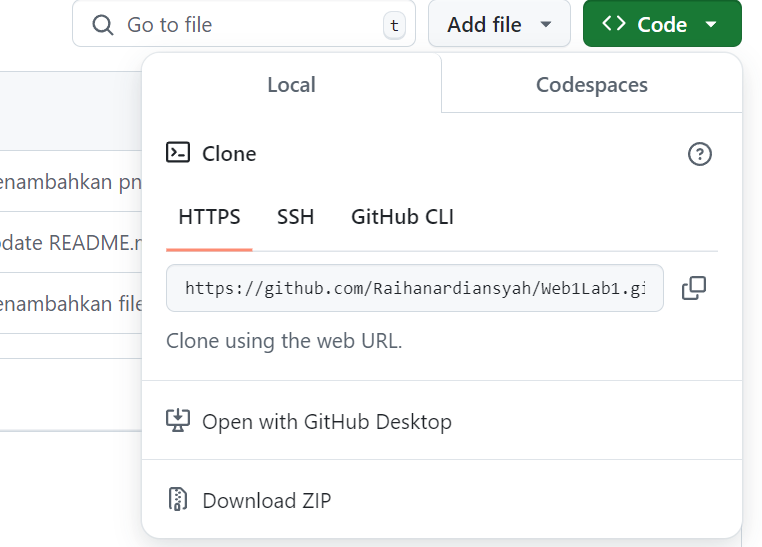 Go to file t Add file <> Code
Local Codespaces
Clone
HTTPS SSH GitHub CLI
https://github.com/Raihanardiansyah/Web1Lab1.gi
Clone using the web URL.
Open with GitHub Desktop
Download ZIP
enambahkan pn
pdate README.r
enambahkan file